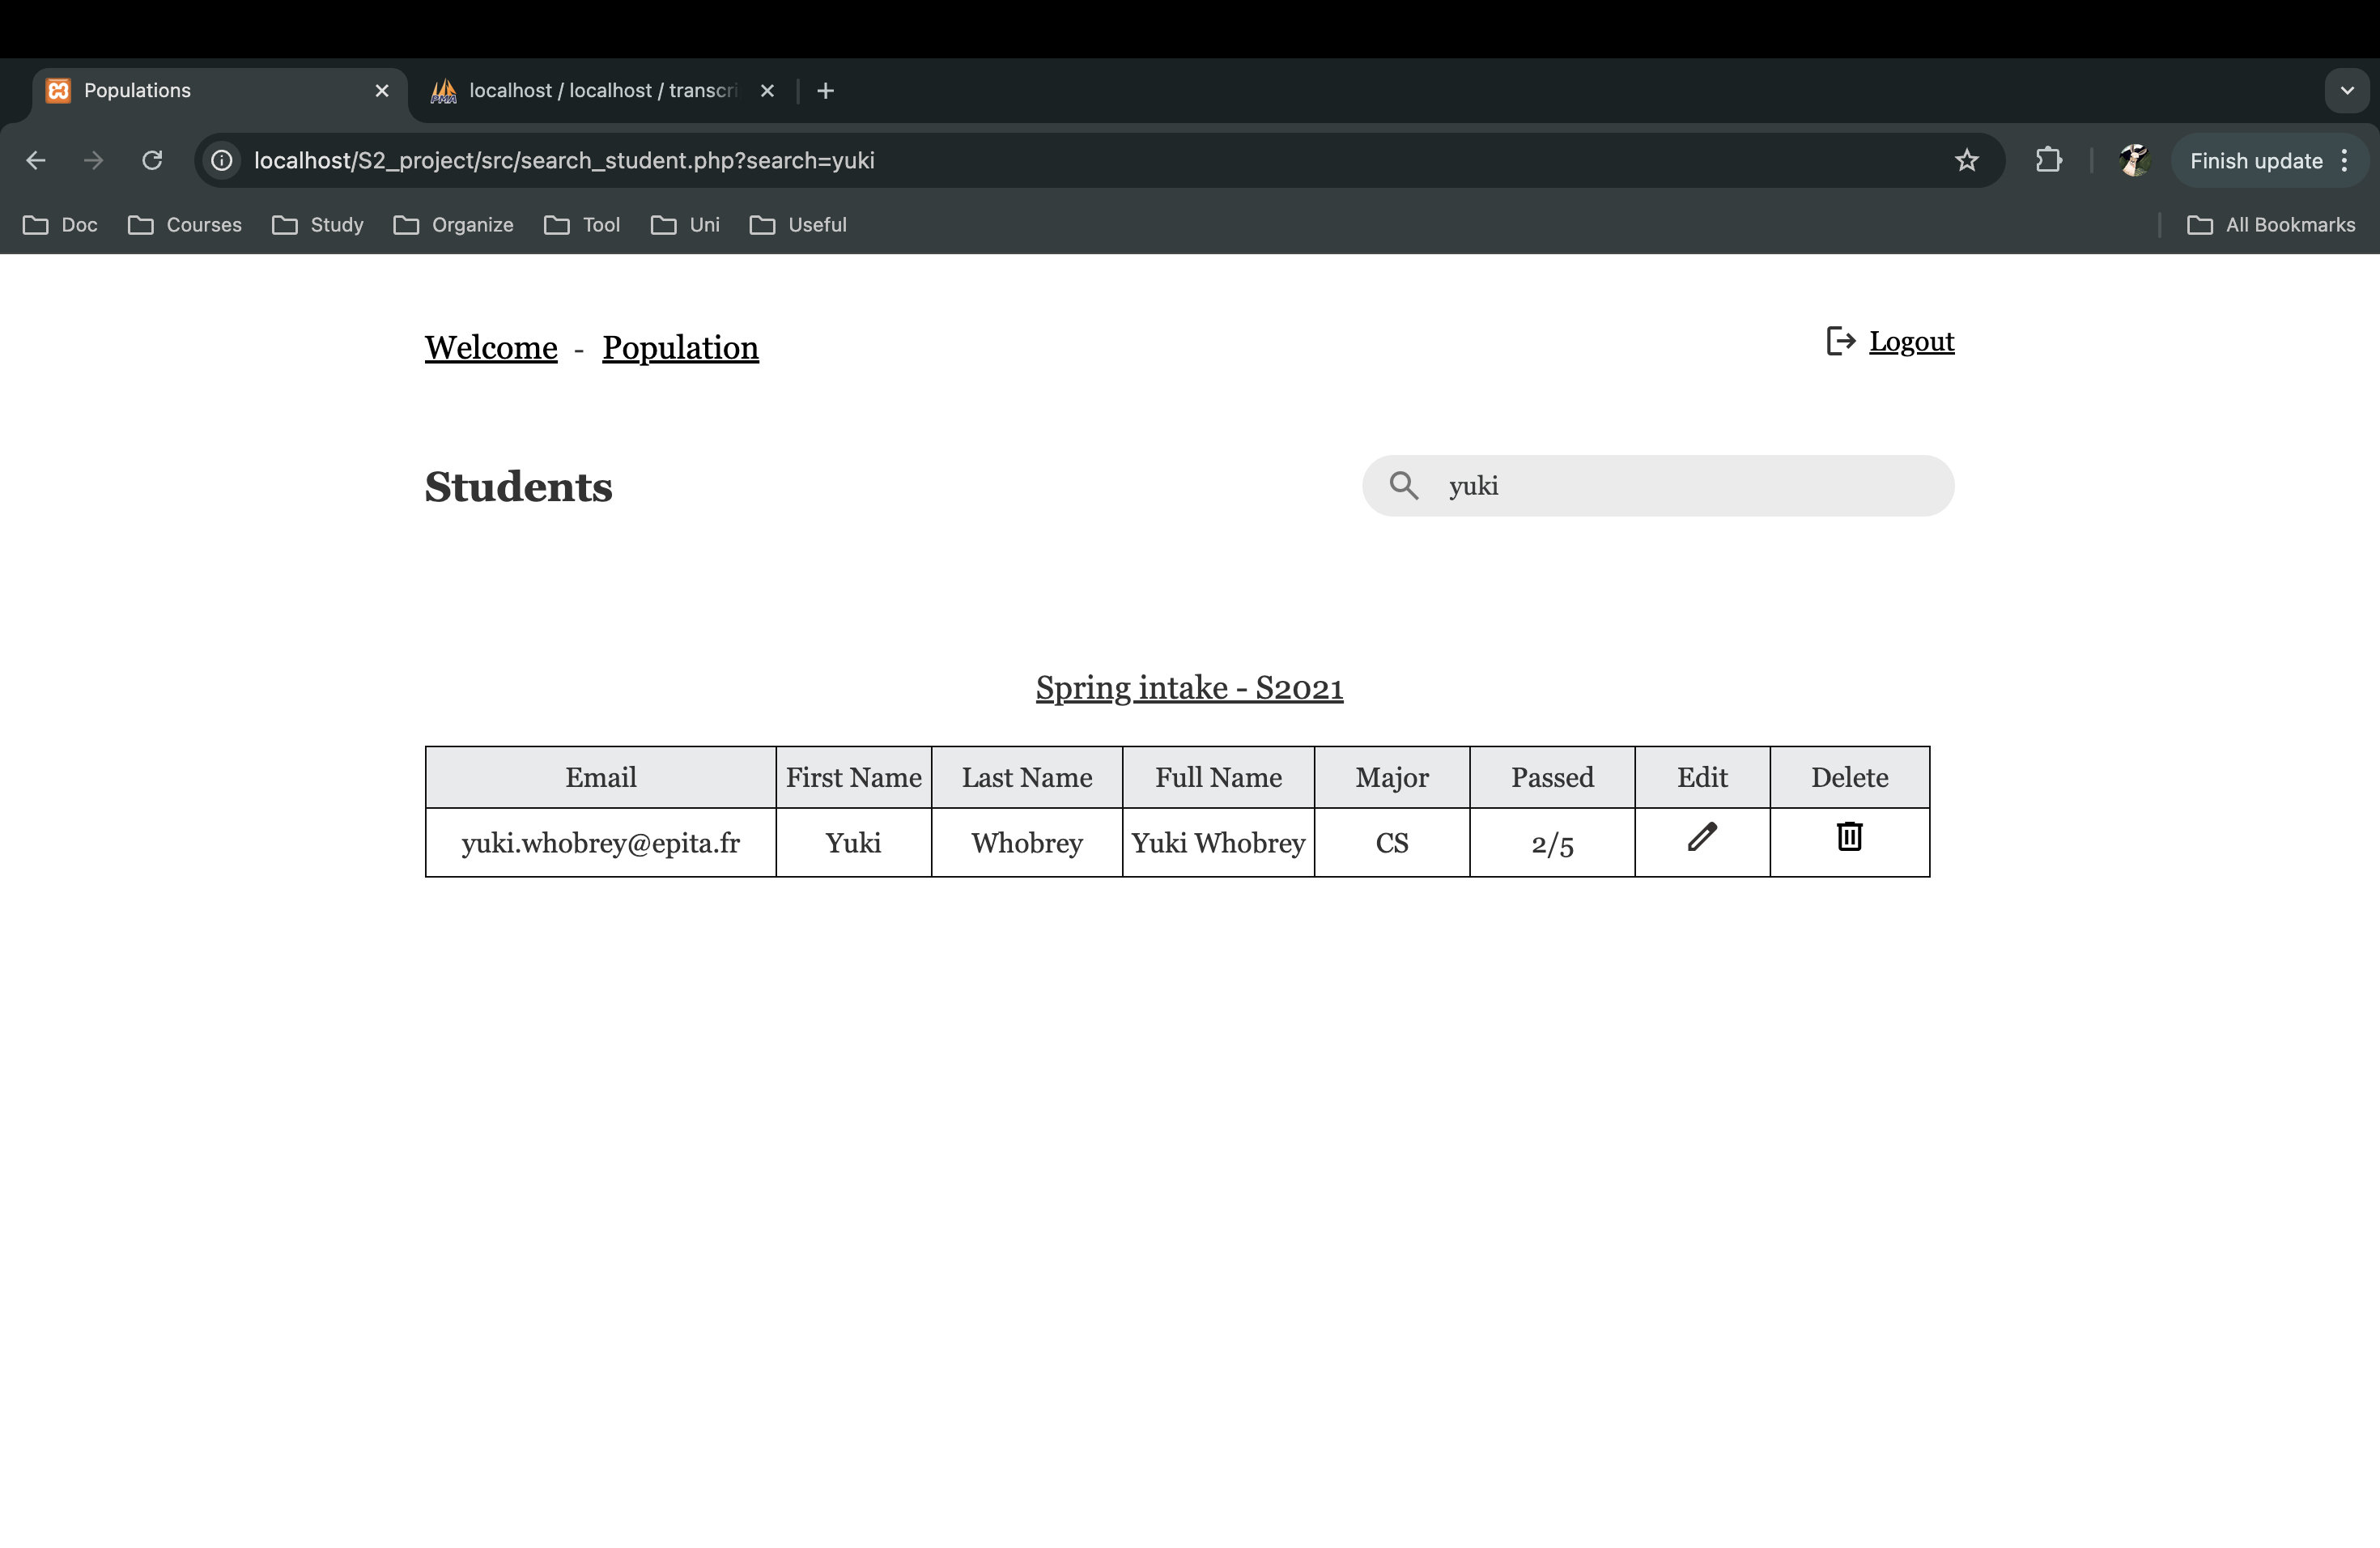 Populations
localhost / localhost / transcri
localhost/S2_project/src/search_student.php?search=yuki
Finish update
Doc Courses Study Organize Tool Uni Useful All Bookmarks
Welcome - Population Logout
Students yuki
Spring intake - S2021
Email First Name Last Name Full Name Major Passed Edit Delete
yuki.whobrey@epita.fr Yuki Whobrey Yuki Whobrey CS 2/5